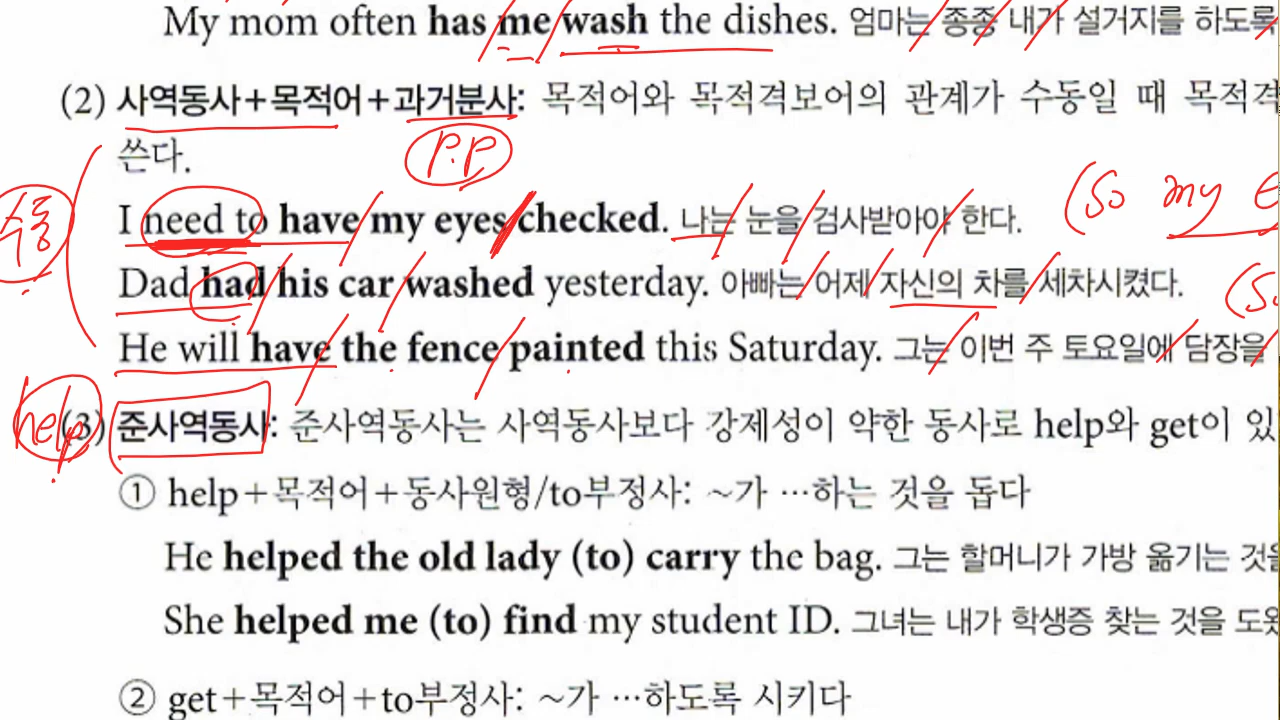 My mom often has me wash the dishes. 엄마는 종종 내가 설거지를 하도록
(2) 사역동사+목적어+과거분사: 목적어와 목적격보어의 관계가 수동일 때 목적격
쓴다.
p.p
수동
I need to have my eyes checked. 나는 눈을 검사받아야 한다.
(So my
Dad had his car washed yesterday. 아빠는 어제 자신의 차를 세차시켰다.
He will have the fence painted this Saturday. 그는 이번 주 토요일에 담장을
help
(3) 준사역동사: 준사역동사는 사역동사보다 강제성이 약한 동사로 help와 get이 있
① help+목적어+동사원형/to부정사: ~가 …하는 것을 돕다
He helped the old lady (to) carry the bag. 그는 할머니가 가방 옮기는 것을
She helped me (to) find my student ID. 그녀는 내가 학생증 찾는 것을 도왔
② get+목적어+to부정사: ~가 …하도록 시키다